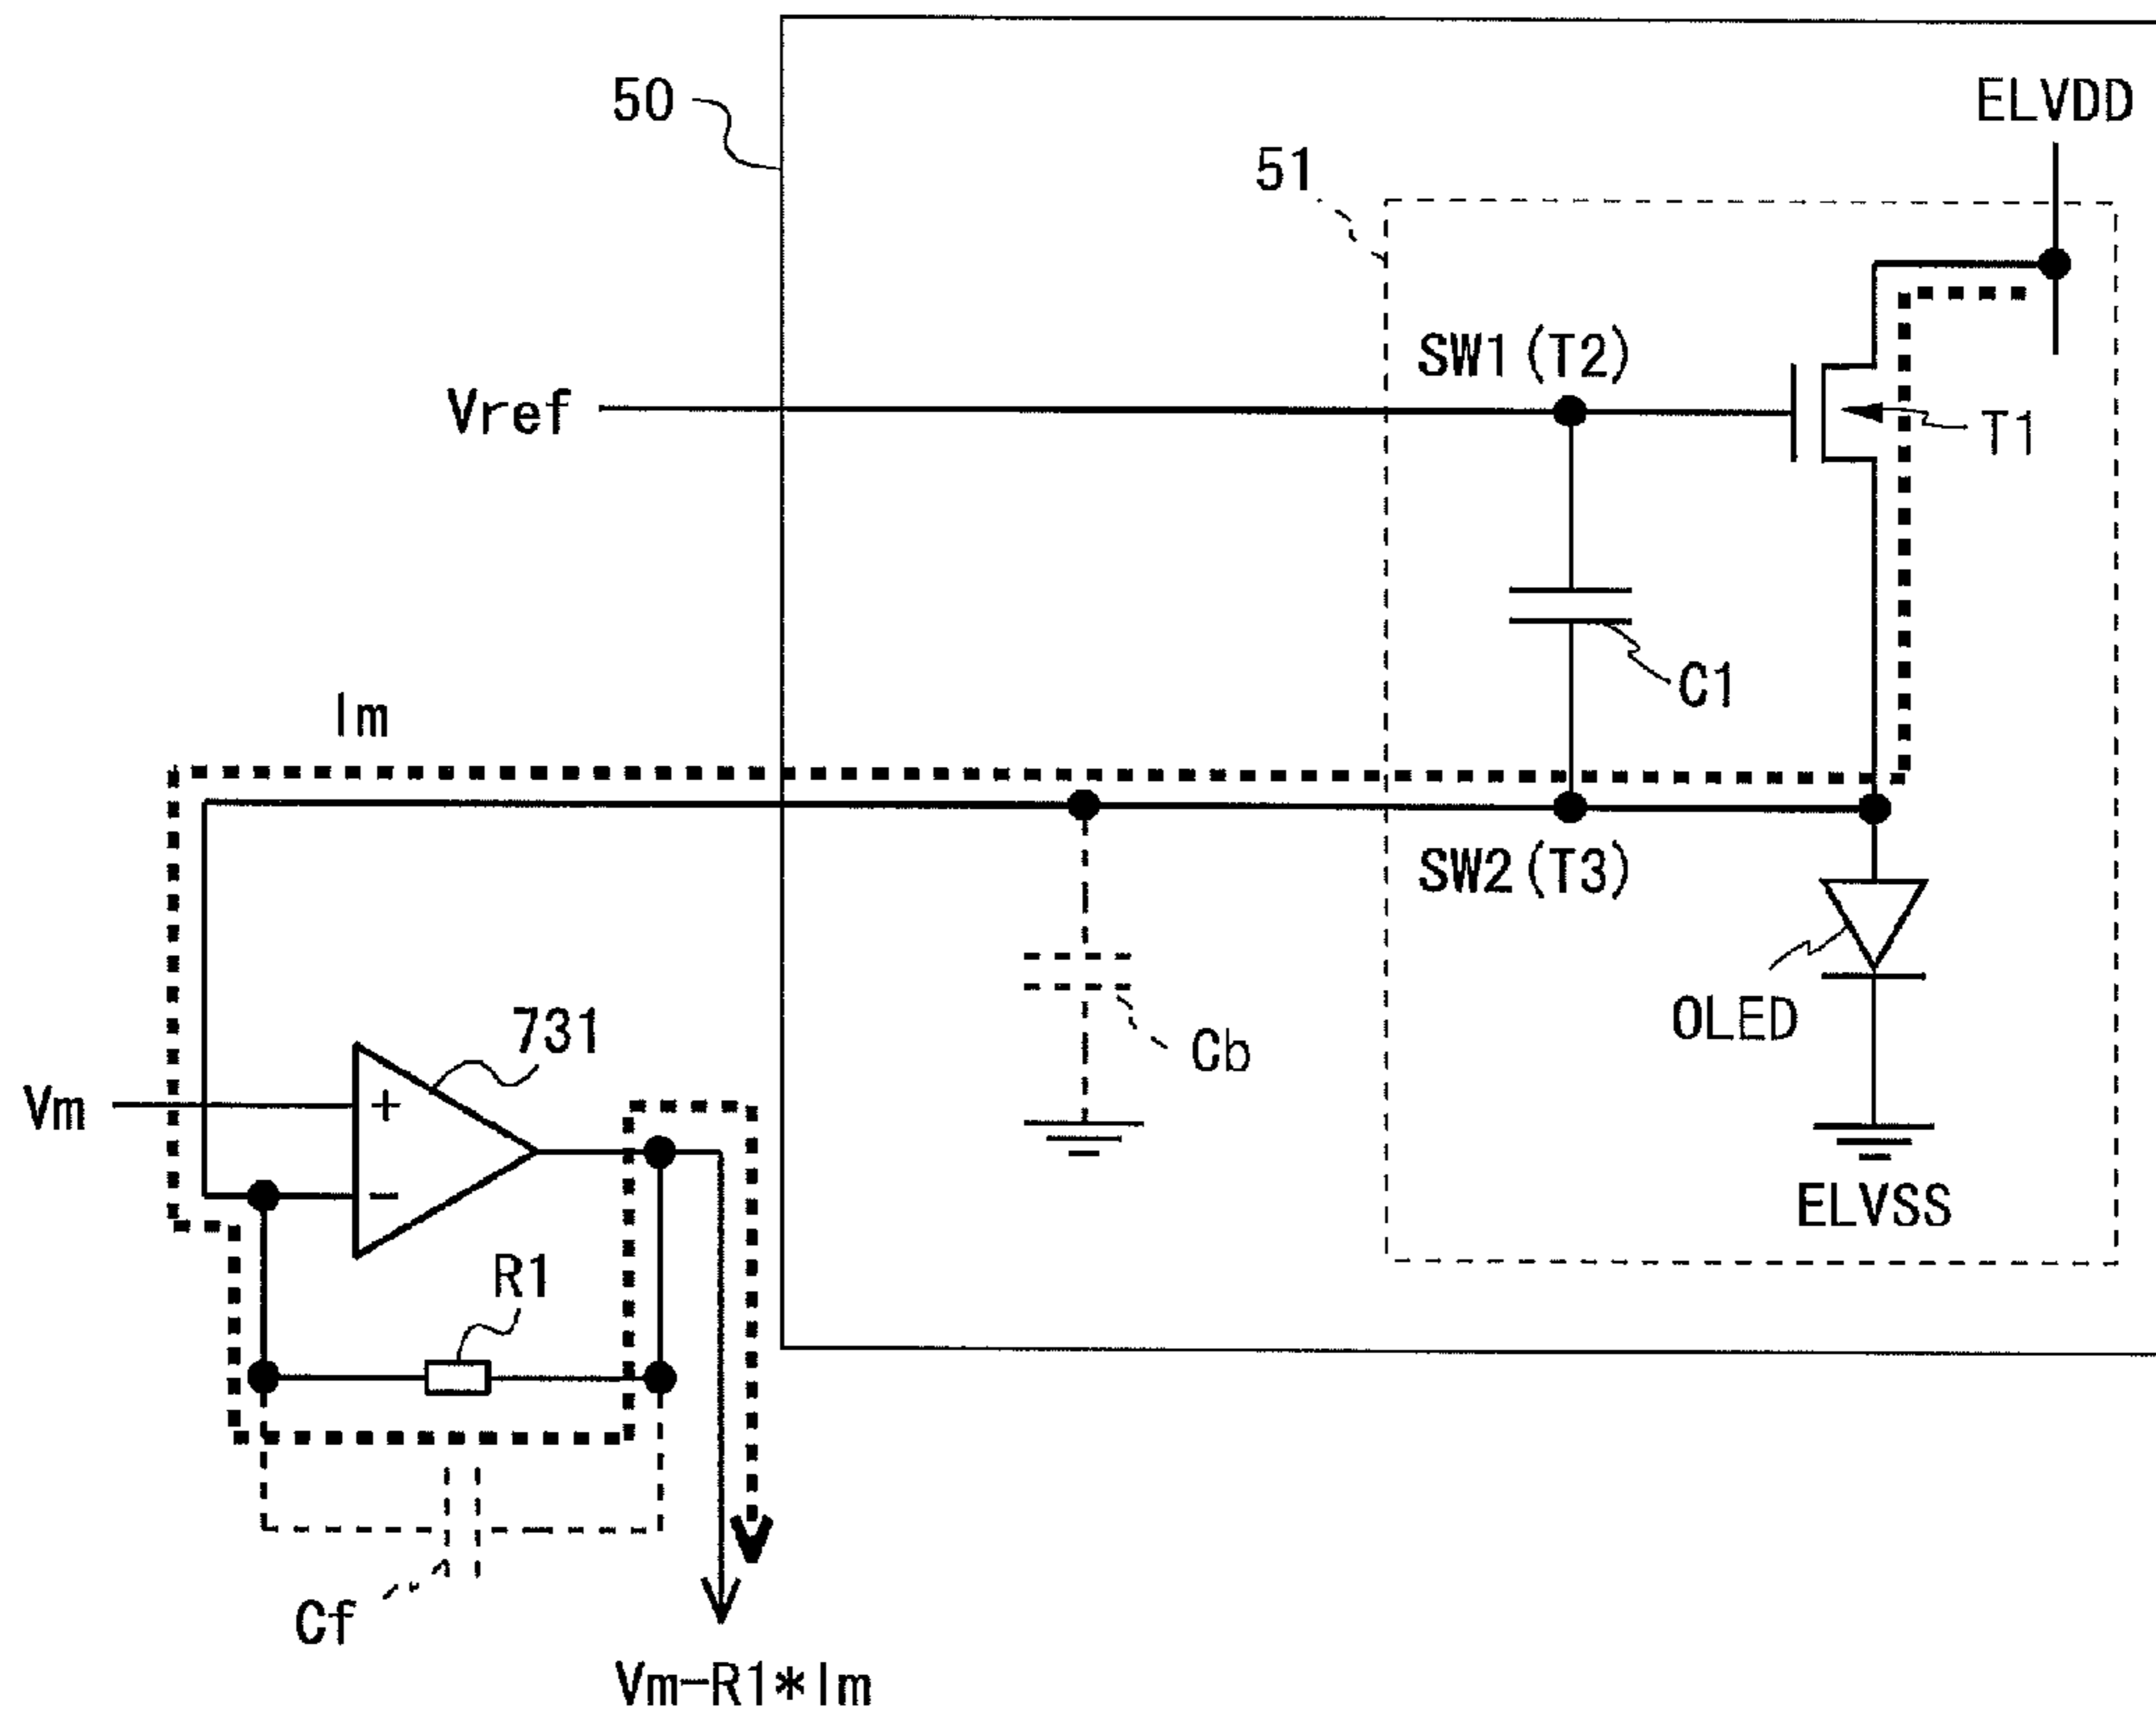 50
ELVDD
51
SW1(T2)
Vref
T1
C1
Im
SW2(T3)
OLED
731
Cb
Vm
+
−
ELVSS
R1
Cf
Vm−R1*Im